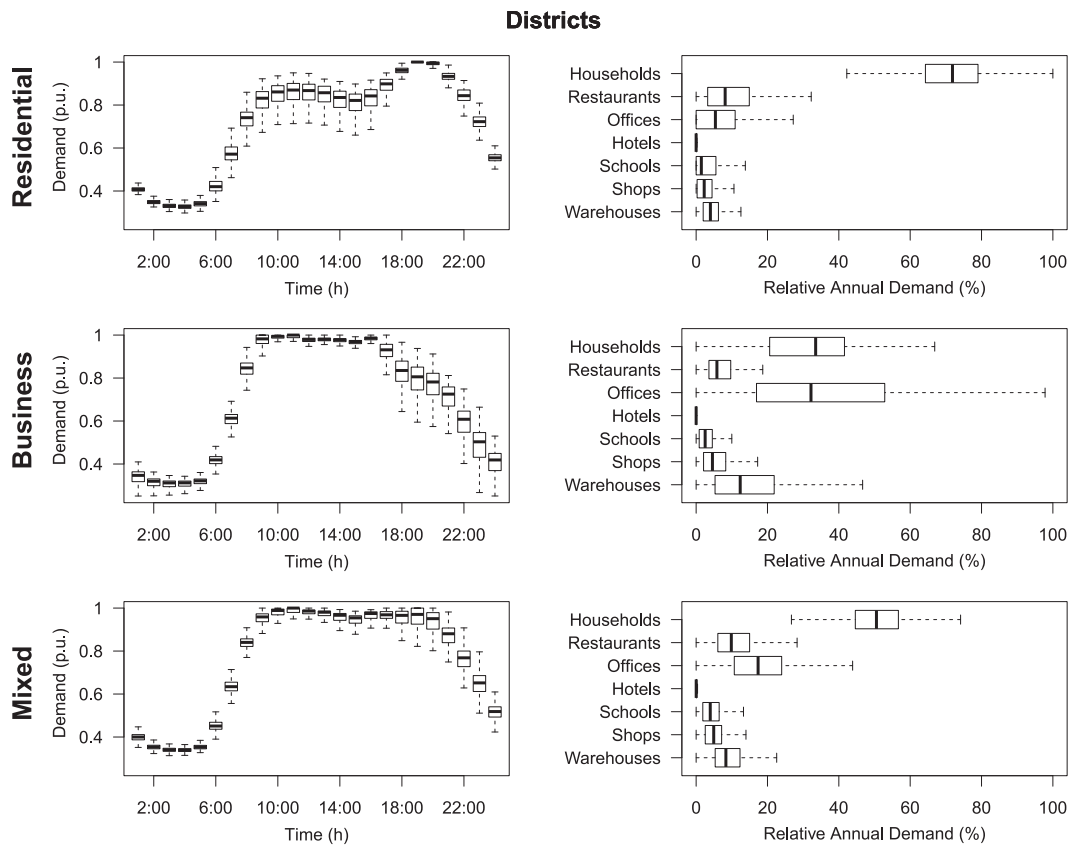 Districts
Residential
Demand (p.u.)
1
0.8
0.6
0.4
2:00 6:00 10:00 14:00 18:00 22:00
Time (h)
Households
Restaurants
Offices
Hotels
Schools
Shops
Warehouses
0 20 40 60 80 100
Relative Annual Demand (%)
Business
Demand (p.u.)
1
0.8
0.6
0.4
2:00 6:00 10:00 14:00 18:00 22:00
Time (h)
Households
Restaurants
Offices
Hotels
Schools
Shops
Warehouses
0 20 40 60 80 100
Relative Annual Demand (%)
Mixed
Demand (p.u.)
1
0.8
0.6
0.4
2:00 6:00 10:00 14:00 18:00 22:00
Time (h)
Households
Restaurants
Offices
Hotels
Schools
Shops
Warehouses
0 20 40 60 80 100
Relative Annual Demand (%)